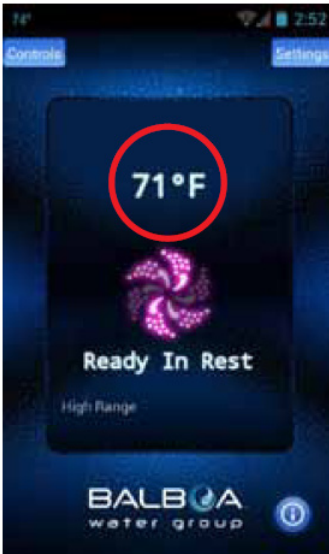 74° 2:52
Controls Settings
71°F
Ready In Rest
High Range
BALBOA
water group
i